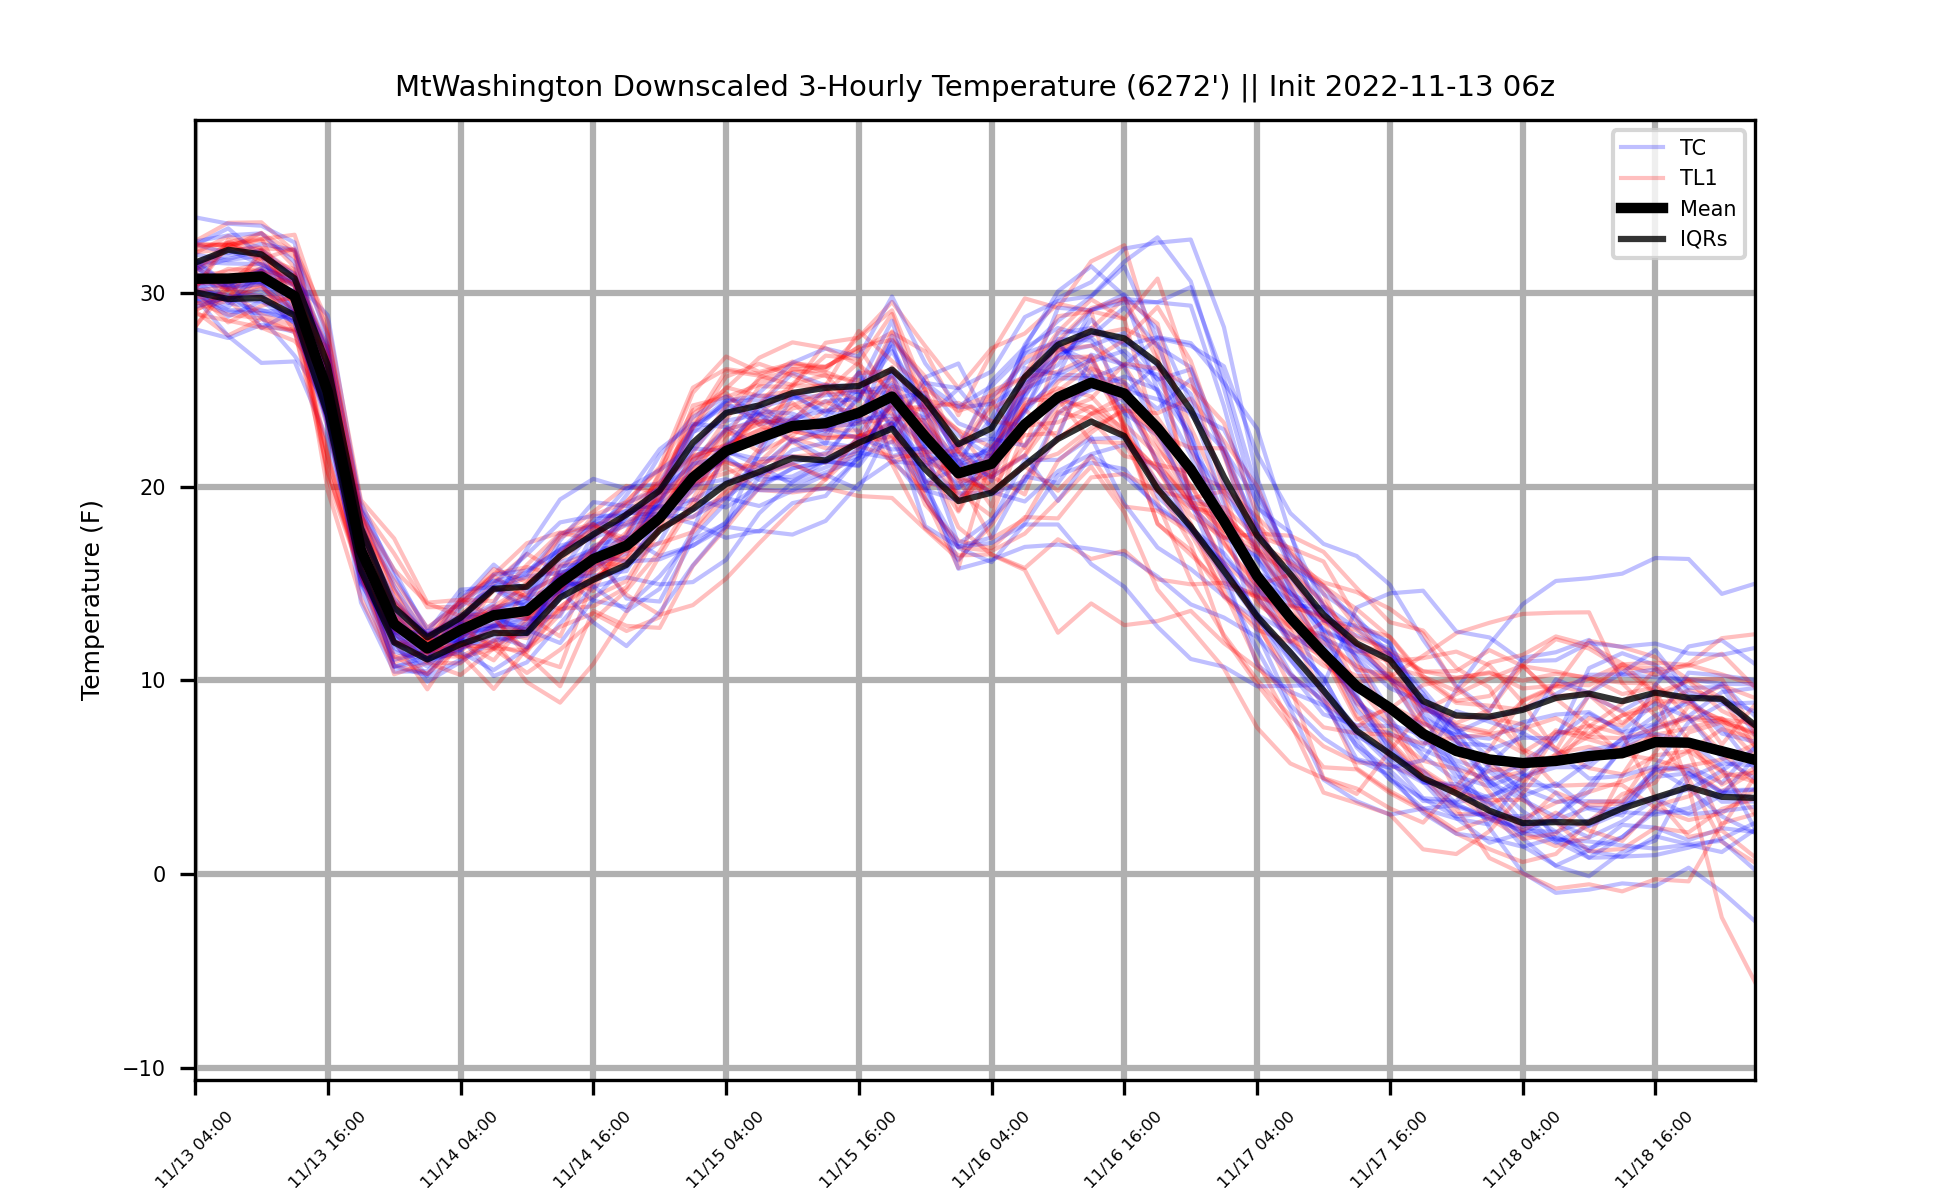 MtWashington Downscaled 3-Hourly Temperature (6272') || Init 2022-11-13 06z
TC
TL1
Mean
IQRs
Temperature (F)
30
20
10
0
−10
11/13 04:00
11/13 16:00
11/14 04:00
11/14 16:00
11/15 04:00
11/15 16:00
11/16 04:00
11/16 16:00
11/17 04:00
11/17 16:00
11/18 04:00
11/18 16:00